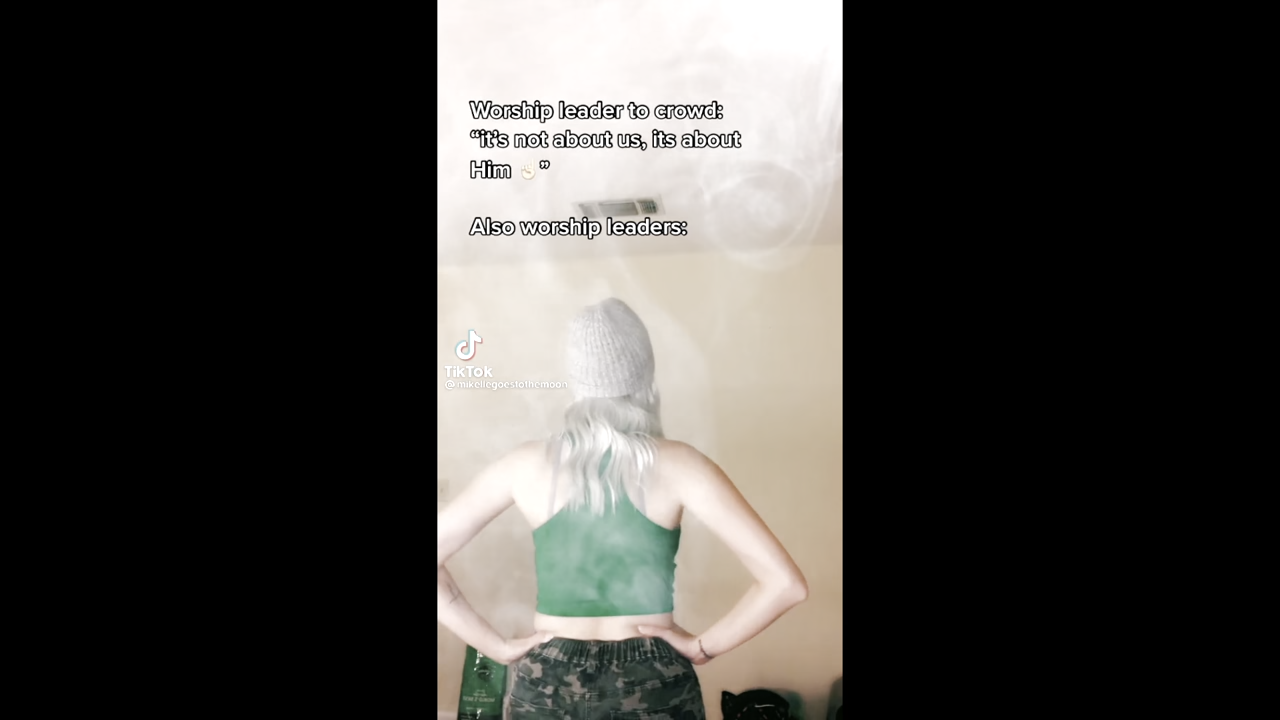 Worship leader to crowd:
“it's not about us, its about
Him ✌🏻”
Also worship leaders:
TikTok
@mikellegoestothemoon